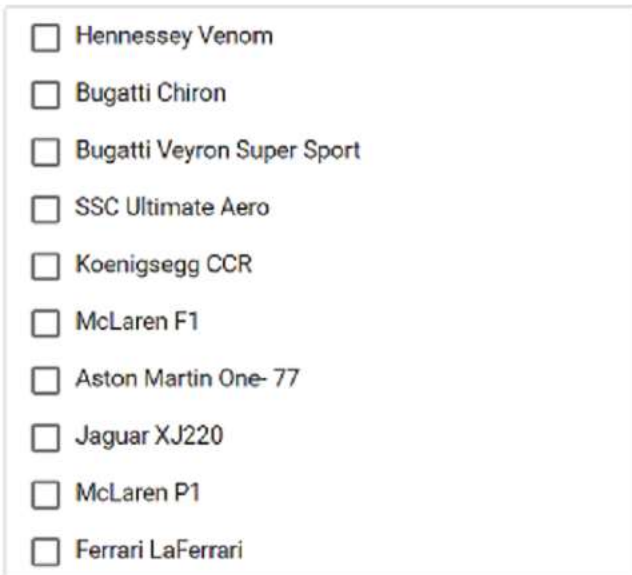 Hennessey Venom
Bugatti Chiron
Bugatti Veyron Super Sport
SSC Ultimate Aero
Koenigsegg CCR
McLaren F1
Aston Martin One- 77
Jaguar XJ220
McLaren P1
Ferrari LaFerrari